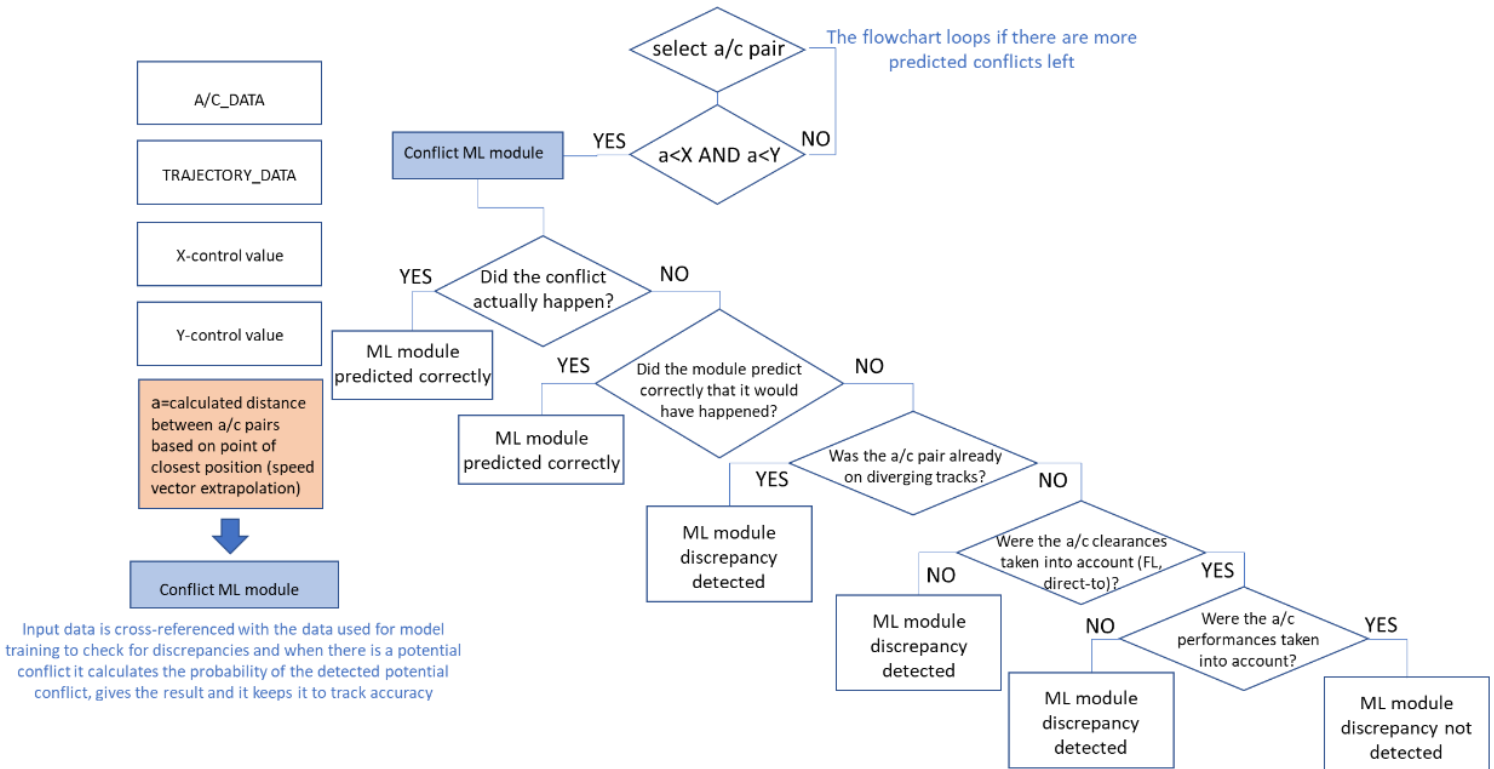 select a/c pair
The flowchart loops if there are more
predicted conflicts left
A/C_DATA
TRAJECTORY_DATA
X-control value
Y-control value
a=calculated distance
between a/c pairs
based on point of
closest position (speed
vector extrapolation)
Conflict ML module
Input data is cross-referenced with the data used for model
training to check for discrepancies and when there is a potential
conflict it calculates the probability of the detected potential
conflict, gives the result and it keeps it to track accuracy
a<X AND a<Y
YES
NO
Conflict ML module
Did the conflict
actually happen?
YES
NO
ML module
predicted correctly
Did the module predict
correctly that it would
have happened?
YES
NO
ML module
predicted correctly
Was the a/c pair already
on diverging tracks?
YES
NO
ML module
discrepancy
detected
Were the a/c clearances
taken into account (FL,
direct-to)?
NO
YES
ML module
discrepancy
detected
Were the a/c
performances taken
into account?
NO
YES
ML module
discrepancy
detected
ML module
discrepancy not
detected